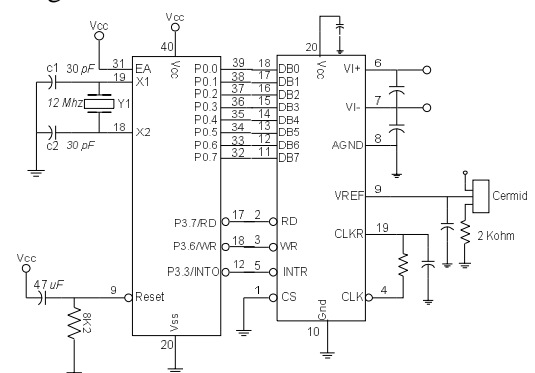 Vcc
Vcc
40
20
31 EA Vcc P0.0 39 18 DB0 Vcc VI+ 6
c1 30 pF 19 X1 P0.1 38 17 DB1
P0.2 37 16 DB2
12 Mhz Y1 P0.3 36 15 DB3 VI- 7
P0.4 35 14 DB4
18 X2 P0.5 34 13 DB5
c2 30 pF P0.6 33 12 DB6 AGND 8
P0.7 32 11 DB7
VREF 9 Cermid
P3.7/RD 17 2 RD
CLKR 19 2 Kohm
P3.6/WR 18 3 WR
P3.3/INTO 12 5 INTR
Vcc
47 uF 9 Reset 1 CS CLK 4
8K2 Vss Gnd
20 10